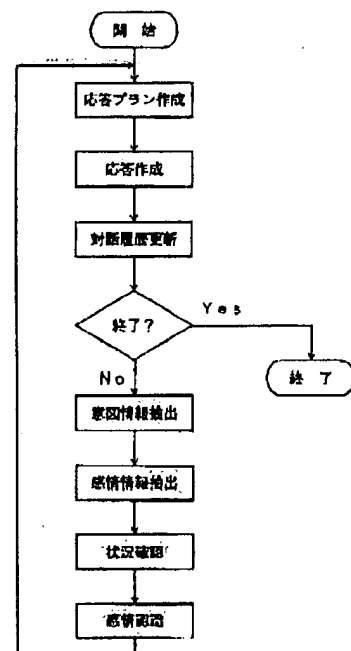 開 始
応答プラン作成
応答作成
対話履歴更新
終了?
Yes
終 了
No
意図情報抽出
感情情報抽出
状況確認
感情認識